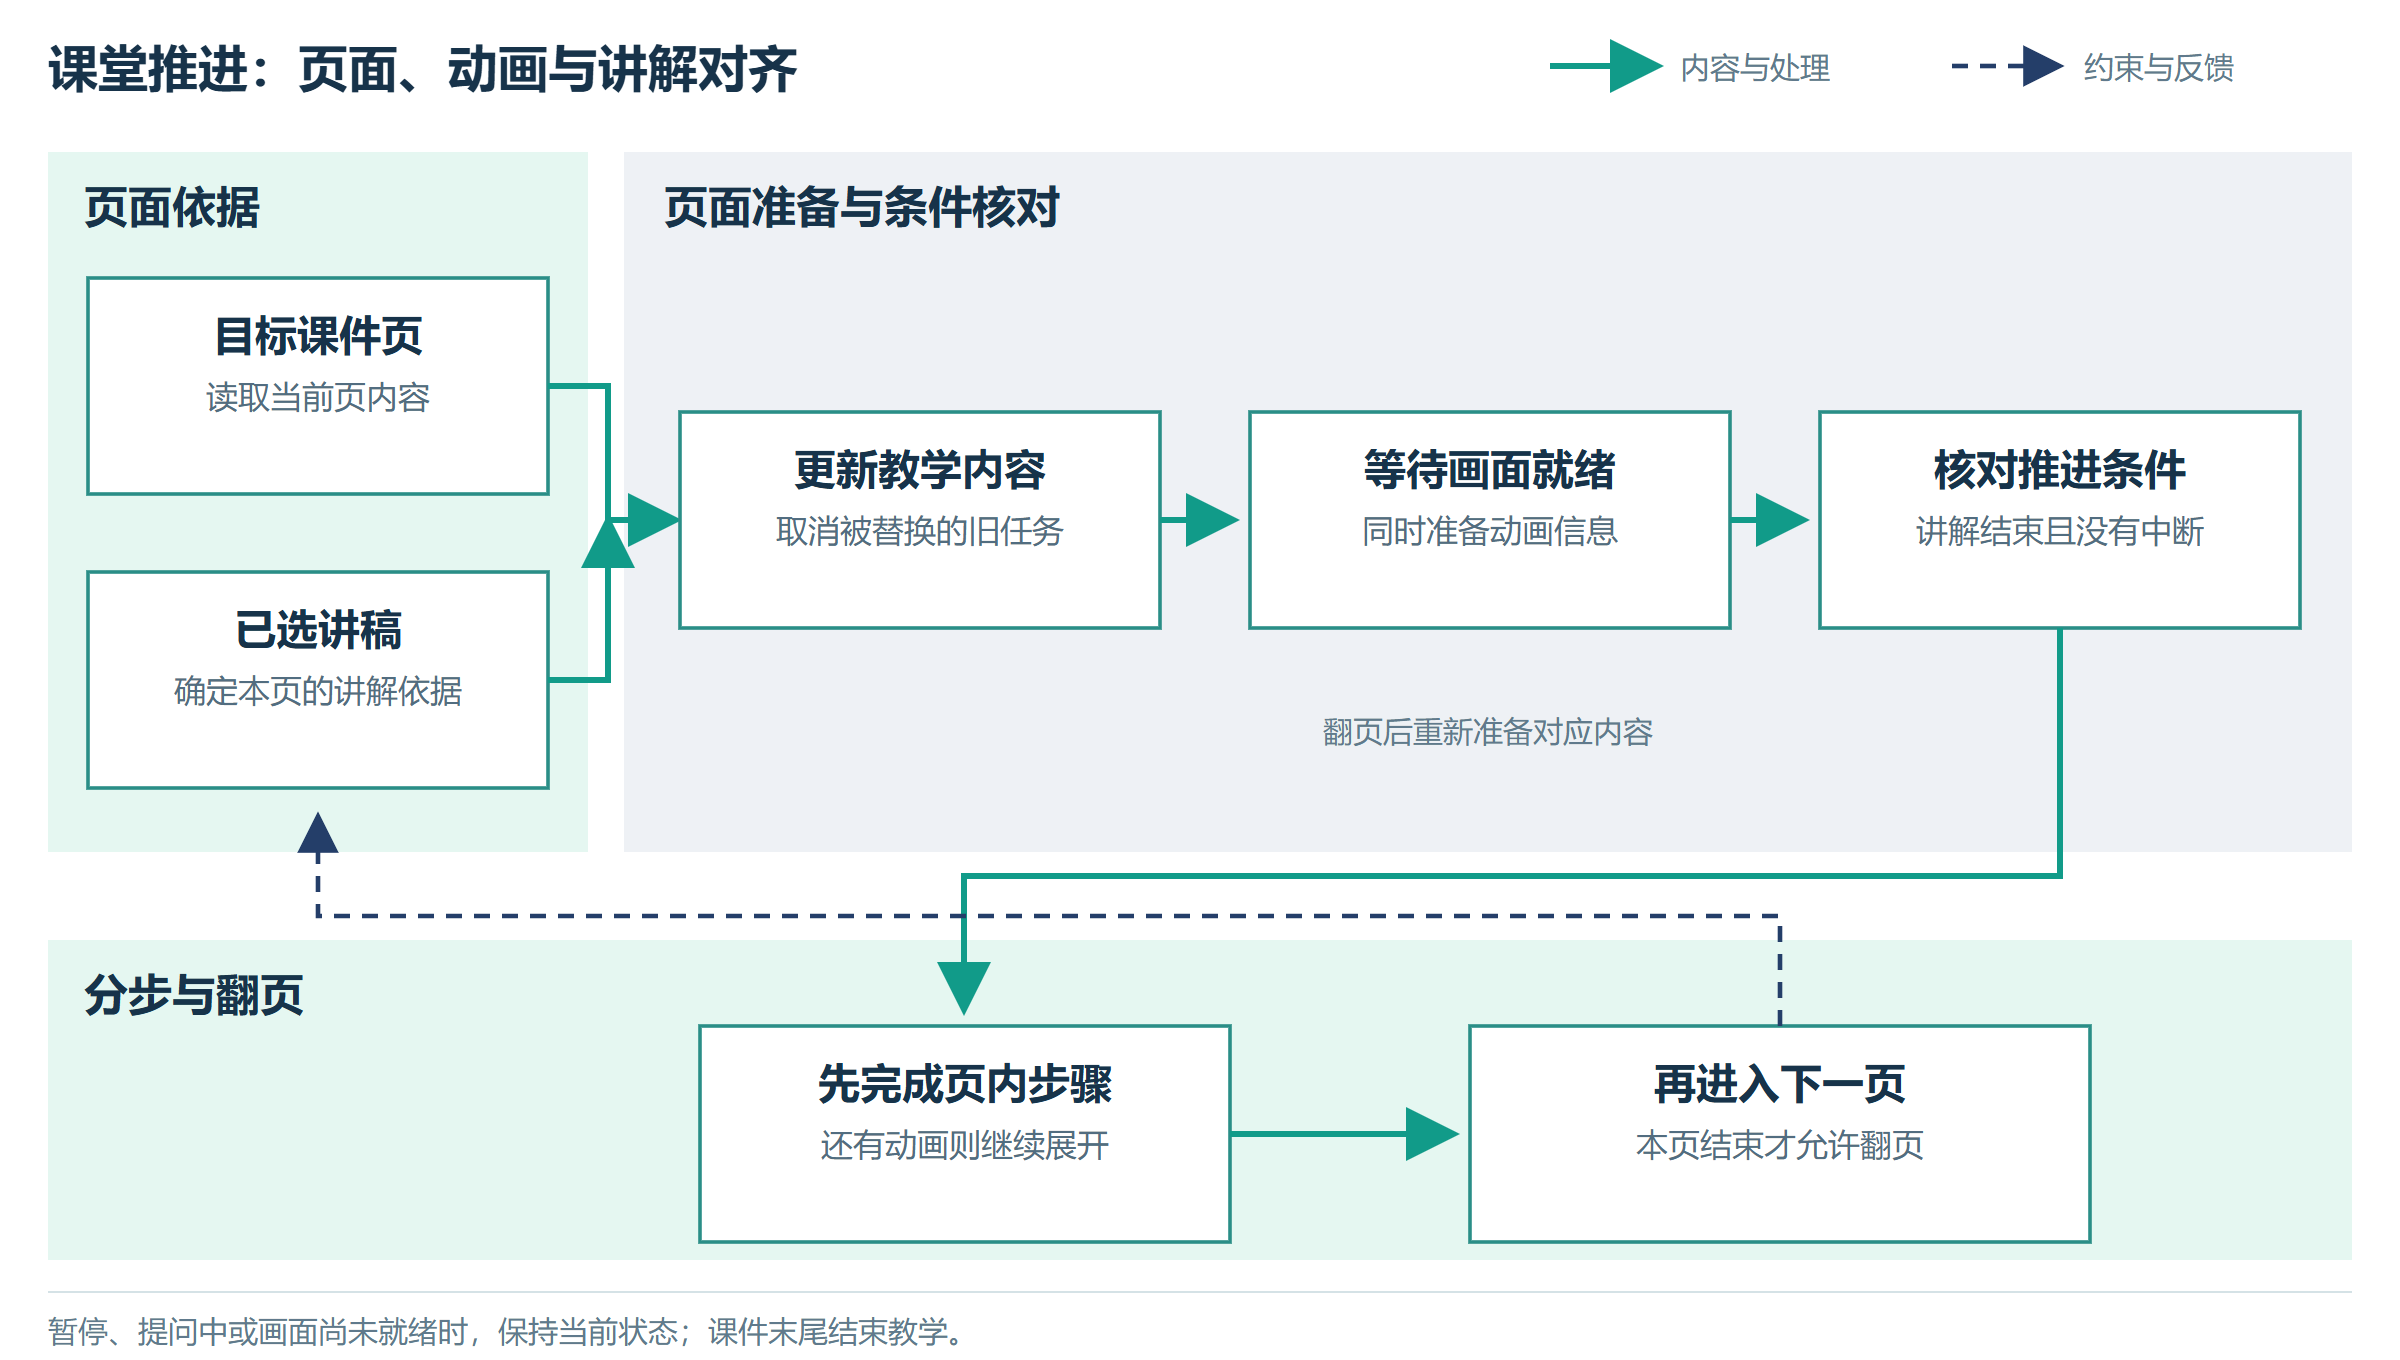 课堂推进：页面、动画与讲解对齐
内容与处理
约束与反馈
页面依据
目标课件页
读取当前页内容
已选讲稿
确定本页的讲解依据
页面准备与条件核对
更新教学内容
取消被替换的旧任务
等待画面就绪
同时准备动画信息
核对推进条件
讲解结束且没有中断
翻页后重新准备对应内容
分步与翻页
先完成页内步骤
还有动画则继续展开
再进入下一页
本页结束才允许翻页
暂停、提问中或画面尚未就绪时，保持当前状态；课件末尾结束教学。